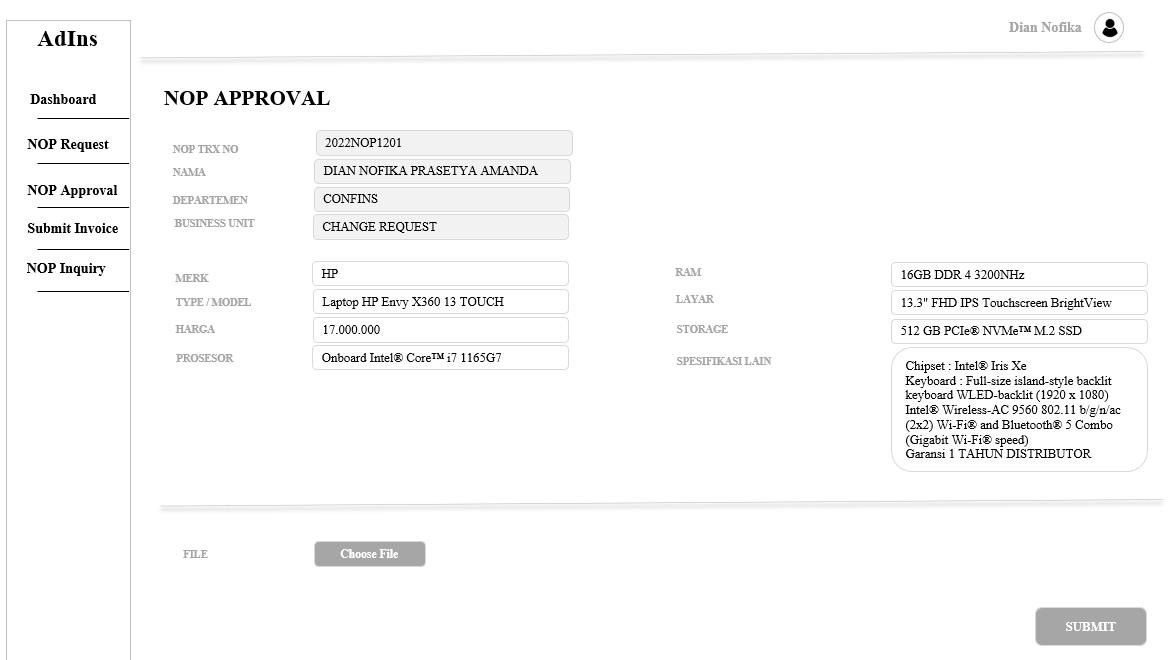 AdIns
Dian Nofika
Dashboard
NOP Request
NOP Approval
Submit Invoice
NOP Inquiry
NOP APPROVAL
NOP TRX NO 2022NOP1201
NAMA DIAN NOFIKA PRASETYA AMANDA
DEPARTEMEN CONFINS
BUSINESS UNIT CHANGE REQUEST
MERK HP
TYPE / MODEL Laptop HP Envy X360 13 TOUCH
HARGA 17.000.000
PROSESOR Onboard Intel® Core™ i7 1165G7
RAM 16GB DDR 4 3200NHz
LAYAR 13.3" FHD IPS Touchscreen BrightView
STORAGE 512 GB PCIe® NVMe™ M.2 SSD
SPESIFIKASI LAIN
Chipset : Intel® Iris Xe
Keyboard : Full-size island-style backlit
keyboard WLED-backlit (1920 x 1080)
Intel® Wireless-AC 9560 802.11 b/g/n/ac
(2x2) Wi-Fi® and Bluetooth® 5 Combo
(Gigabit Wi-Fi® speed)
Garansi 1 TAHUN DISTRIBUTOR
FILE Choose File
SUBMIT